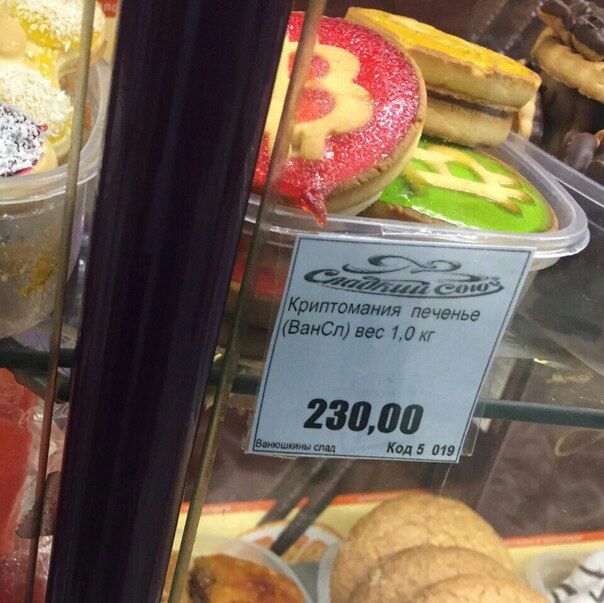 Сладкий союз
Криптомания печенье
(ВанСл) вес 1,0 кг
230,00
Ванюшкины слад
Код 5 019